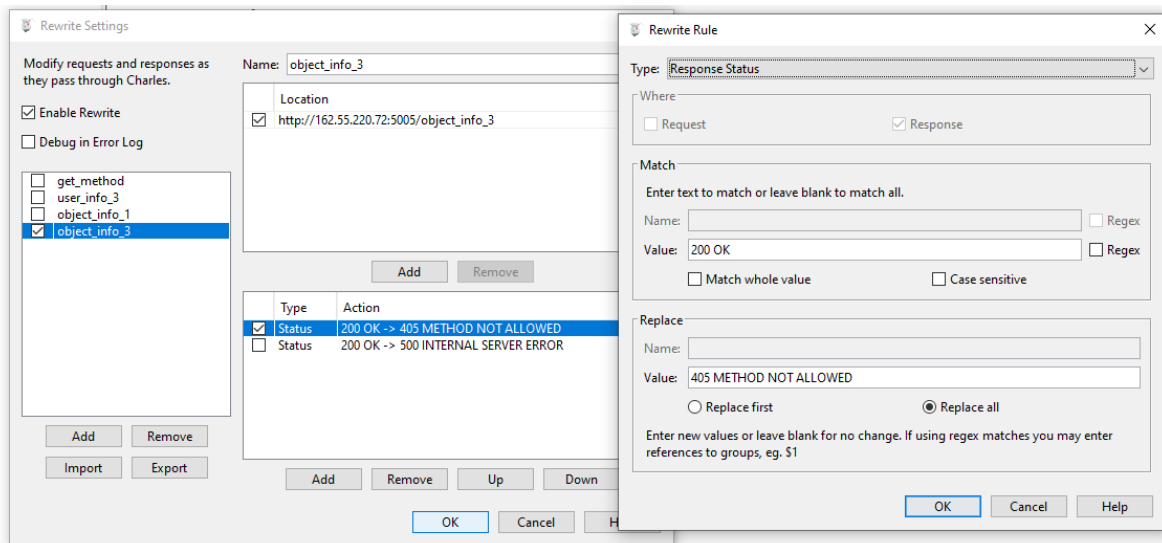 Rewrite Settings
Modify requests and responses as
they pass through Charles.
Enable Rewrite
Debug in Error Log
get_method
user_info_3
object_info_1
object_info_3
Add Remove
Import Export
Name: object_info_3
Location
http://162.55.220.72:5005/object_info_3
Add Remove
Type Action
Status 200 OK -> 405 METHOD NOT ALLOWED
Status 200 OK -> 500 INTERNAL SERVER ERROR
Add Remove Up Down
OK Cancel H
Rewrite Rule
Type: Response Status
Where
Request Response
Match
Enter text to match or leave blank to match all.
Name: Regex
Value: 200 OK Regex
Match whole value Case sensitive
Replace
Name:
Value: 405 METHOD NOT ALLOWED
Replace first Replace all
Enter new values or leave blank for no change. If using regex matches you may enter
references to groups, eg. $1
OK Cancel Help